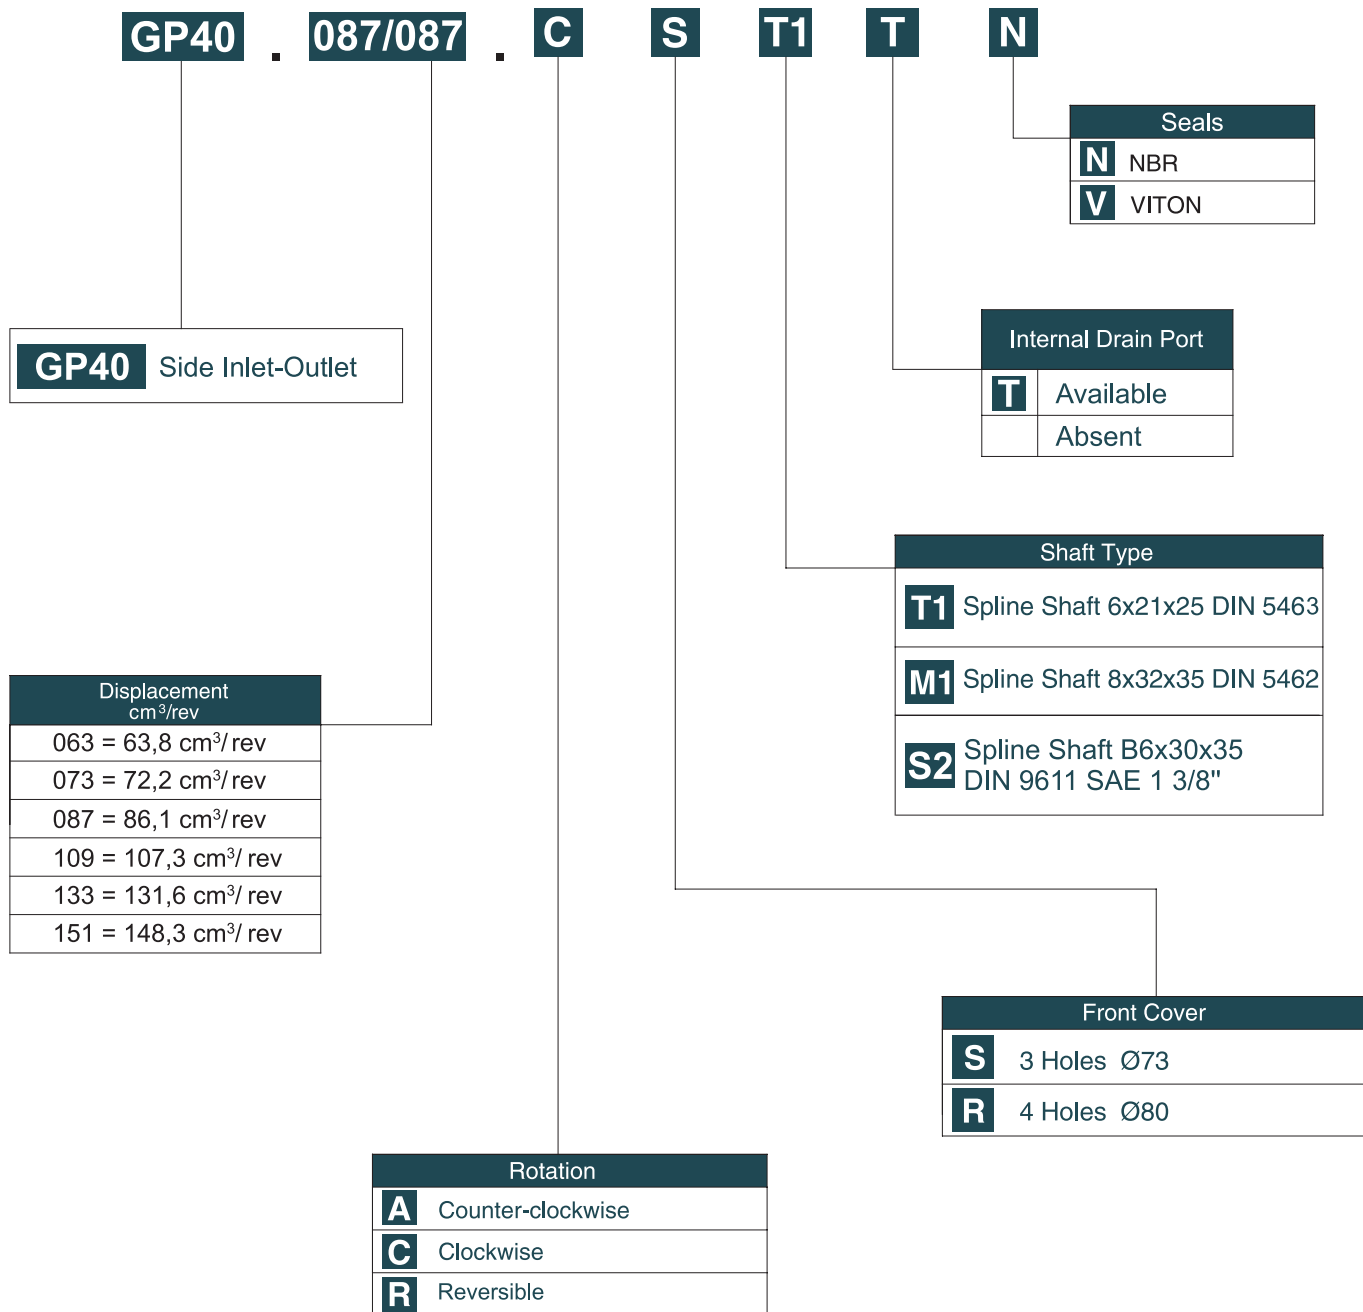 GP40 . 087/087 . C S T1 T N
Seals
N NBR
V VITON
Internal Drain Port
T Available
Absent
GP40 Side Inlet-Outlet
Shaft Type
T1 Spline Shaft 6x21x25 DIN 5463
M1 Spline Shaft 8x32x35 DIN 5462
S2 Spline Shaft B6x30x35
DIN 9611 SAE 1 3/8"
Displacement
cm³/rev
063 = 63,8 cm³/ rev
073 = 72,2 cm³/ rev
087 = 86,1 cm³/ rev
109 = 107,3 cm³/ rev
133 = 131,6 cm³/ rev
151 = 148,3 cm³/ rev
Front Cover
S 3 Holes Ø73
R 4 Holes Ø80
Rotation
A Counter-clockwise
C Clockwise
R Reversible